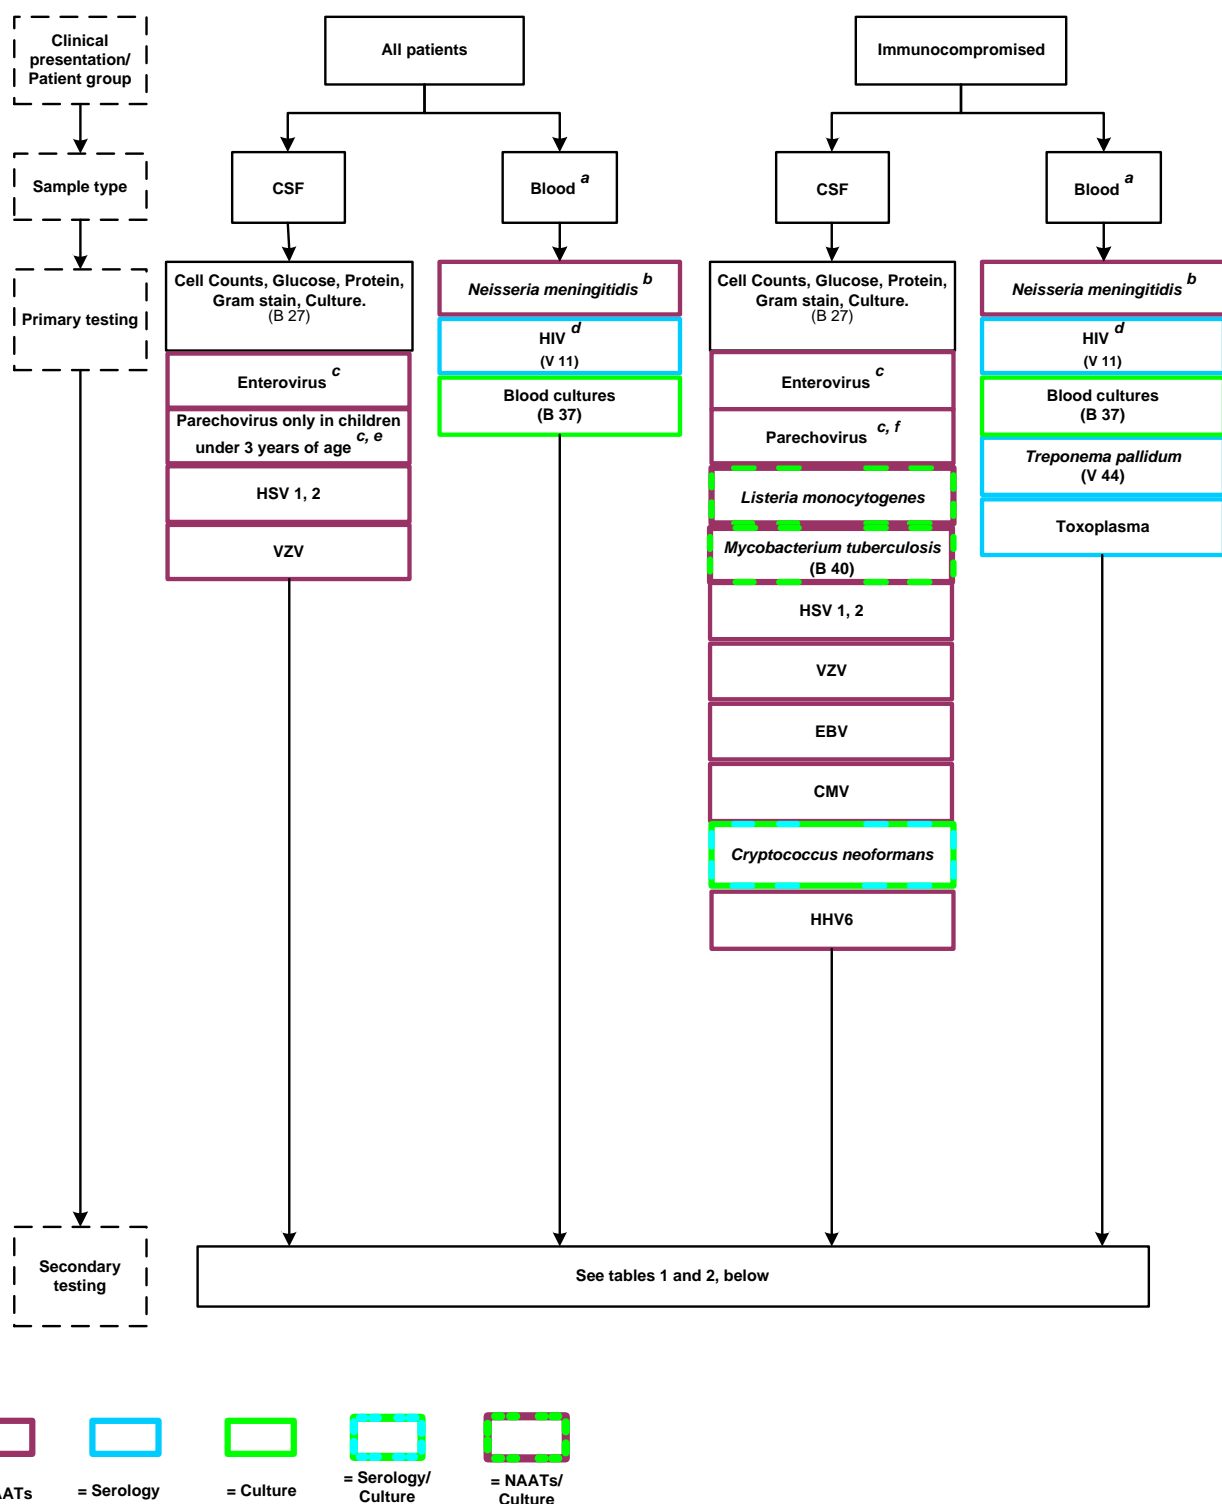 Clinical
presentation/
Patient group
All patients
Immunocompromised
Sample type
CSF
Blood a
CSF
Blood a
Primary testing
Cell Counts, Glucose, Protein,
Gram stain, Culture.
(B 27)
Enterovirus c
Parechovirus only in children
under 3 years of age c, e
HSV 1, 2
VZV
Neisseria meningitidis b
HIV d
(V 11)
Blood cultures
(B 37)
Cell Counts, Glucose, Protein,
Gram stain, Culture.
(B 27)
Enterovirus c
Parechovirus c, f
Listeria monocytogenes
Mycobacterium tuberculosis
(B 40)
HSV 1, 2
VZV
EBV
CMV
Cryptococcus neoformans
HHV6
Neisseria meningitidis b
HIV d
(V 11)
Blood cultures
(B 37)
Treponema pallidum
(V 44)
Toxoplasma
Secondary
testing
See tables 1 and 2, below
AATs
= Serology
= Culture
= Serology/
Culture
= NAATs/
Culture